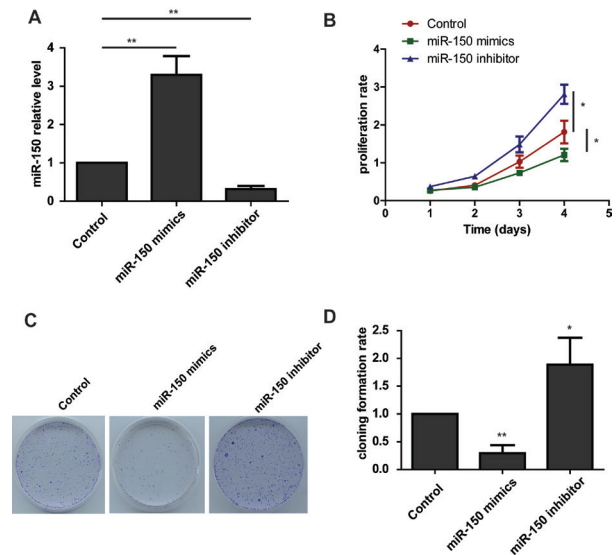 A
**
**
miR-150 relative level
4
3
2
1
0
Control
miR-150 mimics
miR-150 inhibitor
B
Control
miR-150 mimics
miR-150 inhibitor
proliferation rate
4
3
2
1
0
0 1 2 3 4 5
Time (days)
*
*
C
Control
miR-150 mimics
miR-150 inhibitor
D
cloning formation rate
2.5
2.0
1.5
1.0
0.5
0.0
**
*
Control
miR-150 mimics
miR-150 inhibitor